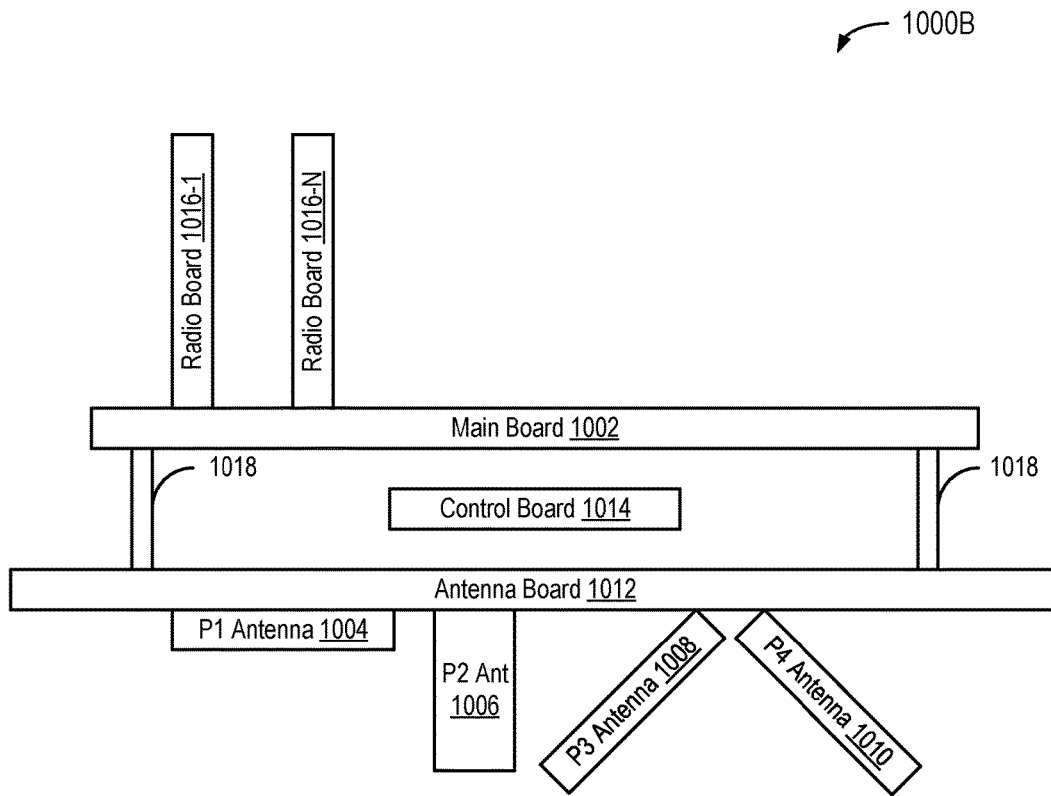 1000B
Radio Board 1016-1
Radio Board 1016-N
Main Board 1002
1018
1018
Control Board 1014
Antenna Board 1012
P1 Antenna 1004
P2 Ant
1006
P3 Antenna 1008
P4 Antenna 1010